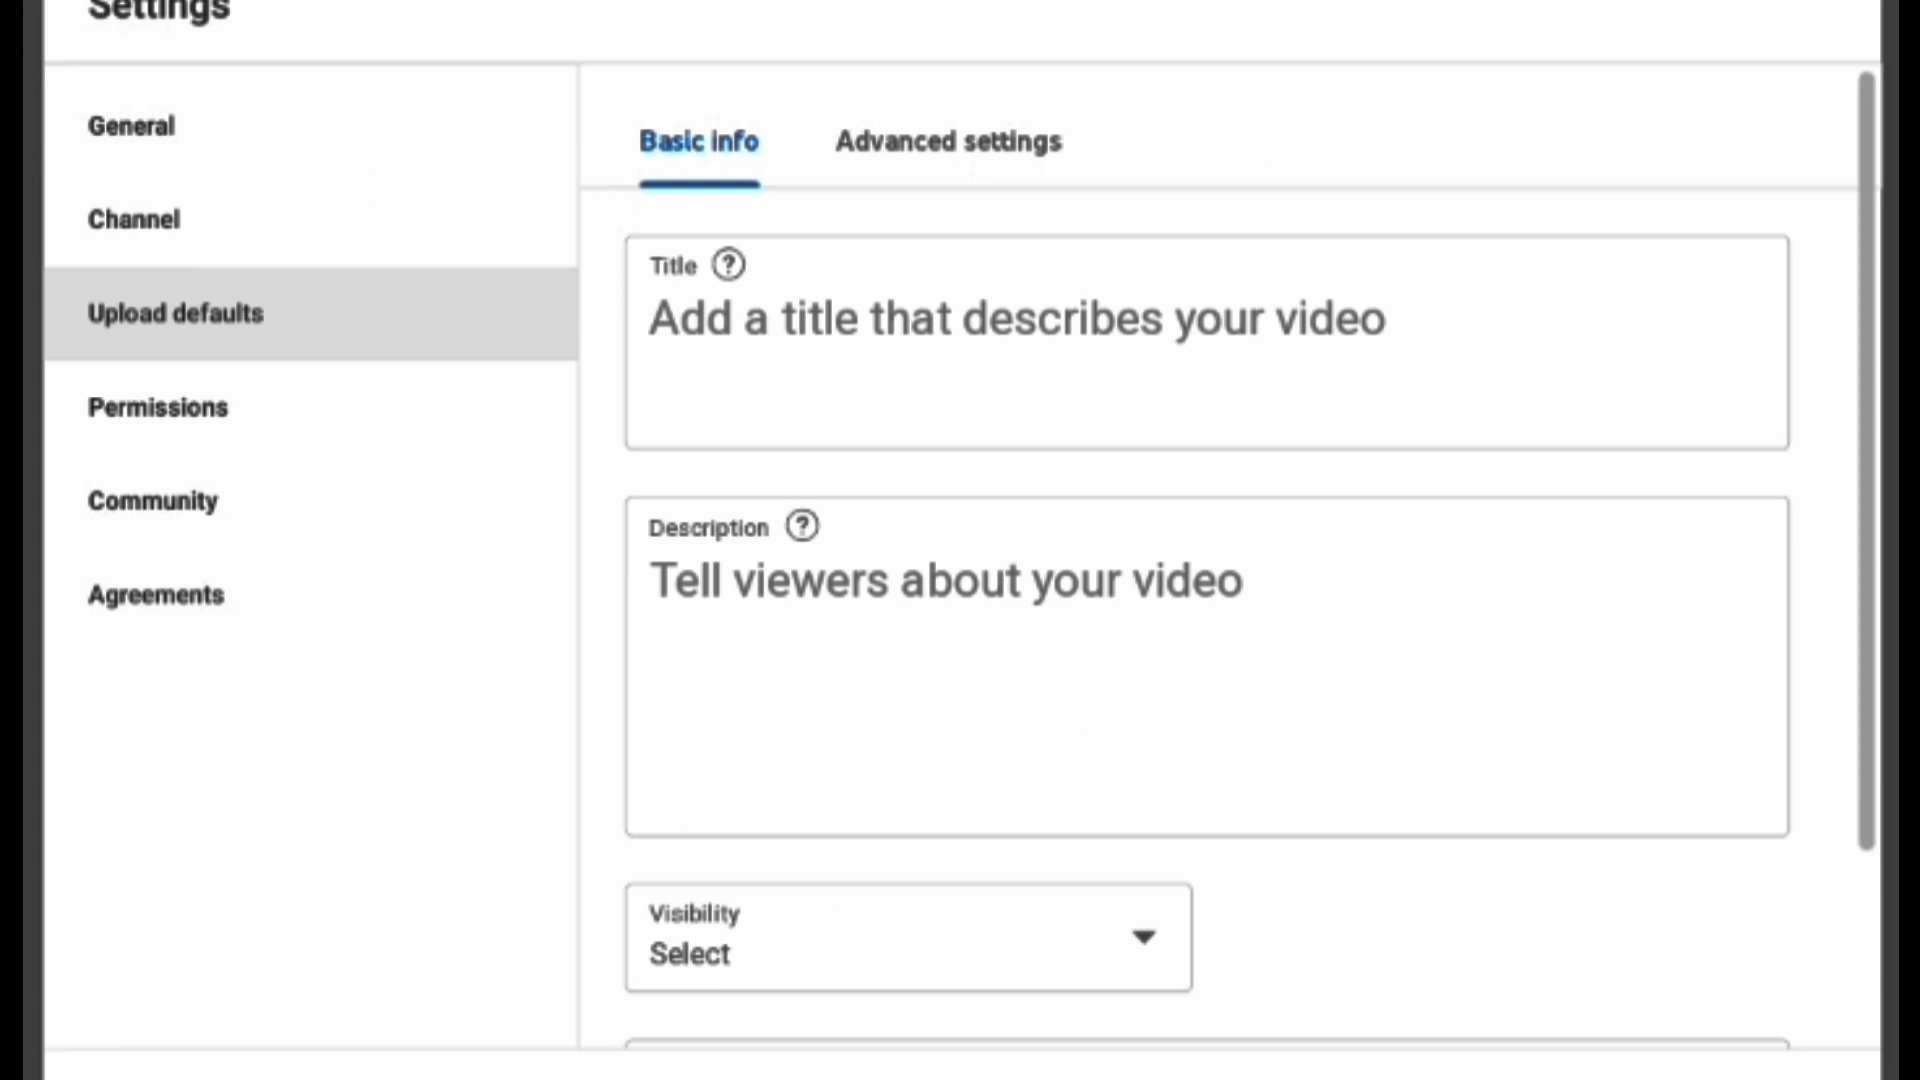 Settings
General
Channel
Upload defaults
Permissions
Community
Agreements
Basic info
Advanced settings
Title ?
Add a title that describes your video
Description ?
Tell viewers about your video
Visibility
Select